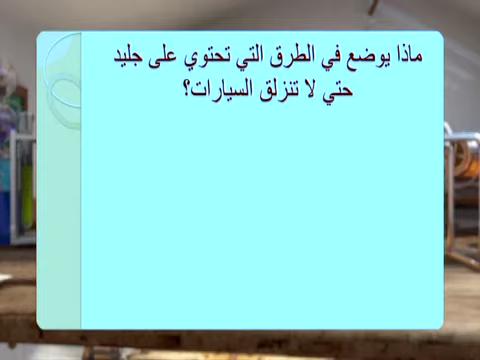 ماذا يوضع في الطرق التي تحتوي على جليد
حتي لا تنزلق السيارات؟